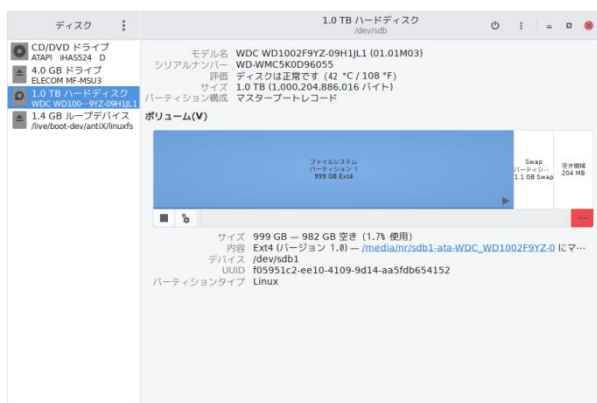 ディスク
1.0 TB ハードディスク
/dev/sdb
CD/DVD ドライブ
ATAPI iHAS524 D
4.0 GB ドライブ
ELECOM MF-MSU3
1.0 TB ハードディスク
WDC WD100…9YZ-09H1JL1
1.4 GB ループデバイス
/live/boot-dev/antiX/linuxfs
モデル名 WDC WD1002F9YZ-09H1JL1 (01.01M03)
シリアルナンバー WD-WMC5K0D96055
評価 ディスクは正常です (42 °C / 108 °F)
サイズ 1.0 TB (1,000,204,886,016 バイト)
パーティション構成 マスターブートレコード
ボリューム(V)
ファイルシステム
パーティション 1
999 GB Ext4
Swap
パーティシ…
1.1 GB Swap
空き領域
204 MB
サイズ 999 GB — 982 GB 空き (1.7% 使用)
内容 Ext4 (バージョン 1.0) — /media/nr/sdb1-ata-WDC_WD1002F9YZ-0 にマ…
デバイス /dev/sdb1
UUID f05951c2-ee10-4109-9d14-aa5fdb654152
パーティションタイプ Linux